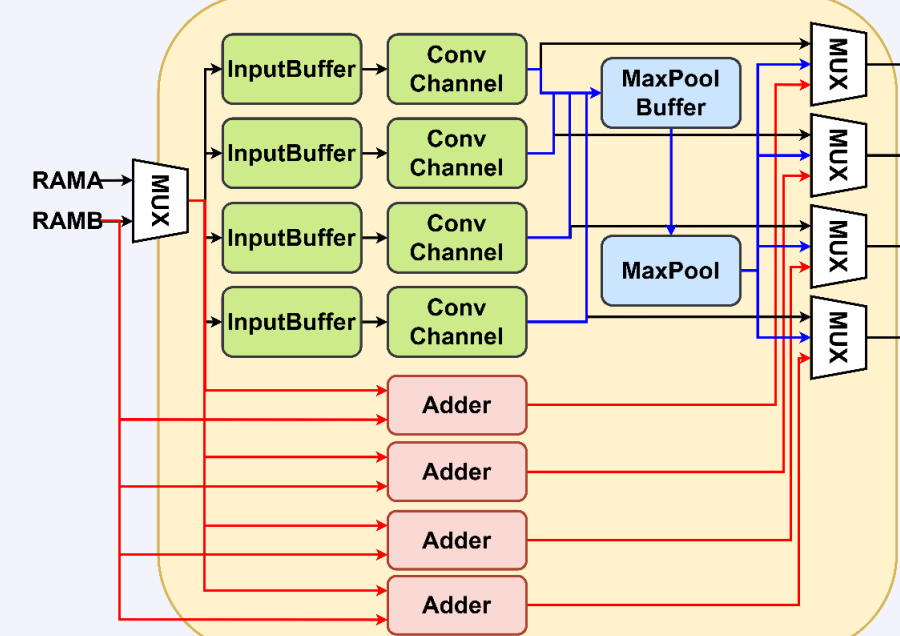 InputBuffer
Conv
Channel
MaxPool
Buffer
MUX
InputBuffer
Conv
Channel
MUX
RAMA
MUX
RAMB
InputBuffer
Conv
Channel
MaxPool
MUX
InputBuffer
Conv
Channel
MUX
Adder
Adder
Adder
Adder